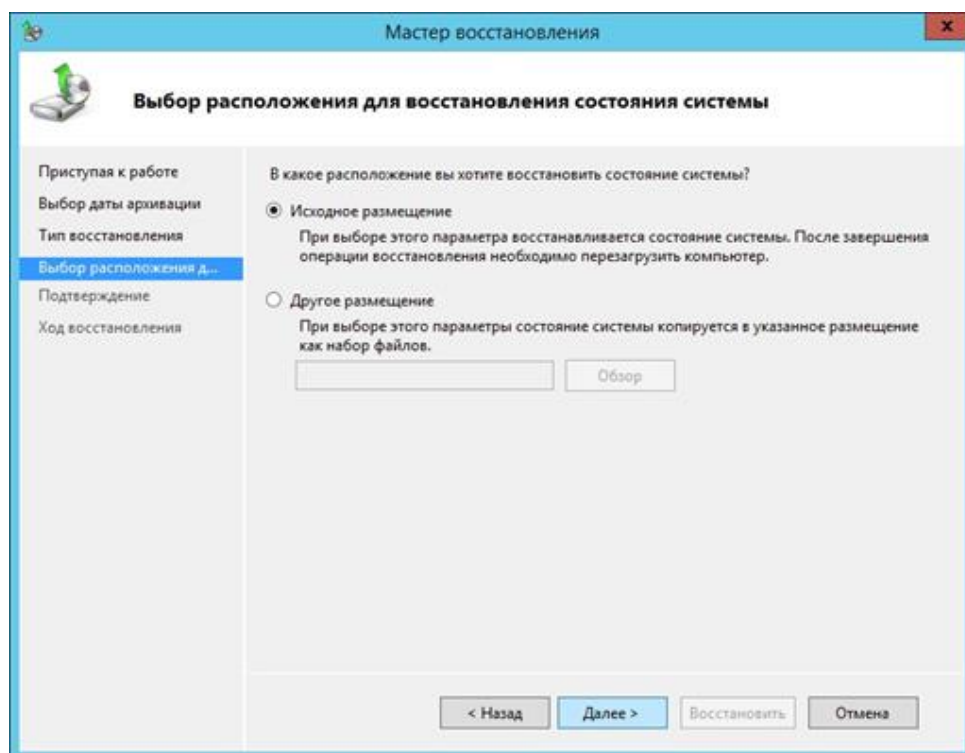 Мастер восстановления
x
Выбор расположения для восстановления состояния системы
Приступая к работе
Выбор даты архивации
Тип восстановления
Выбор расположения д...
Подтверждение
Ход восстановления
В какое расположение вы хотите восстановить состояние системы?
Исходное размещение
При выборе этого параметра восстанавливается состояние системы. После завершения
операции восстановления необходимо перезагрузить компьютер.
Другое размещение
При выборе этого параметры состояние системы копируется в указанное размещение
как набор файлов.
Обзор
< Назад
Далее >
Восстановить
Отмена